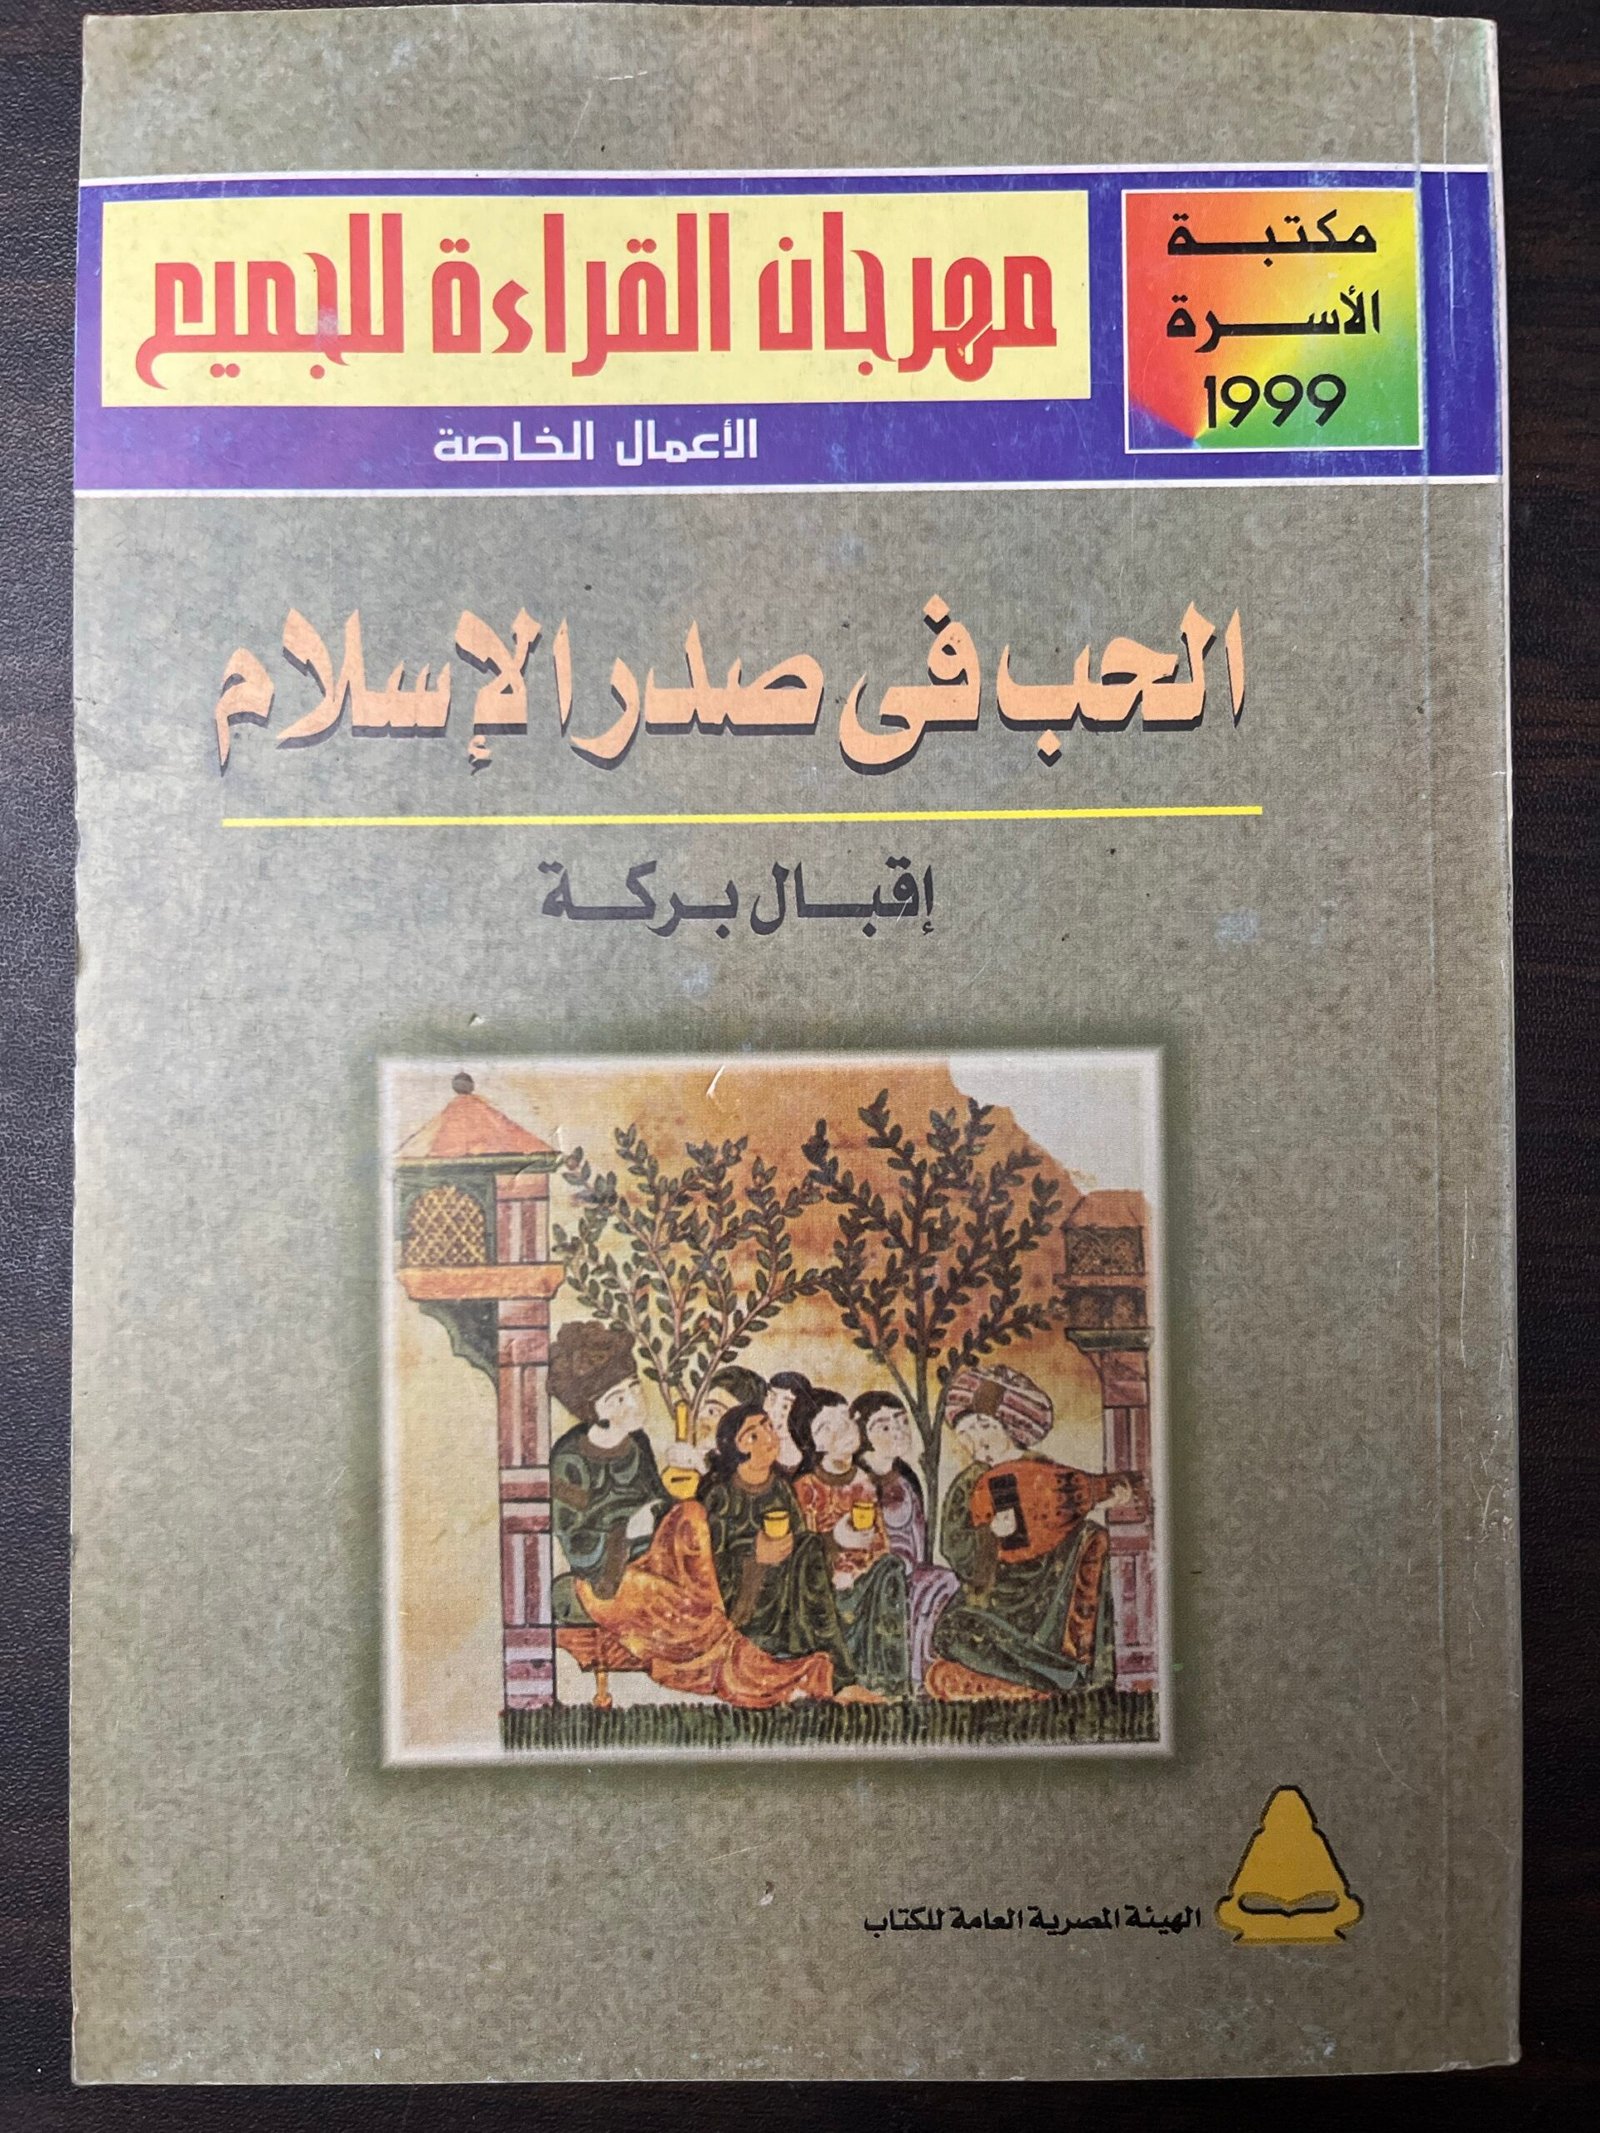 مكتبة
الأسرة
1999
مهرجان القراءة للجميع
الأعمال الخاصة
الحب فى صدر الإسلام
إقبال بركة
الهيئة المصرية العامة للكتاب